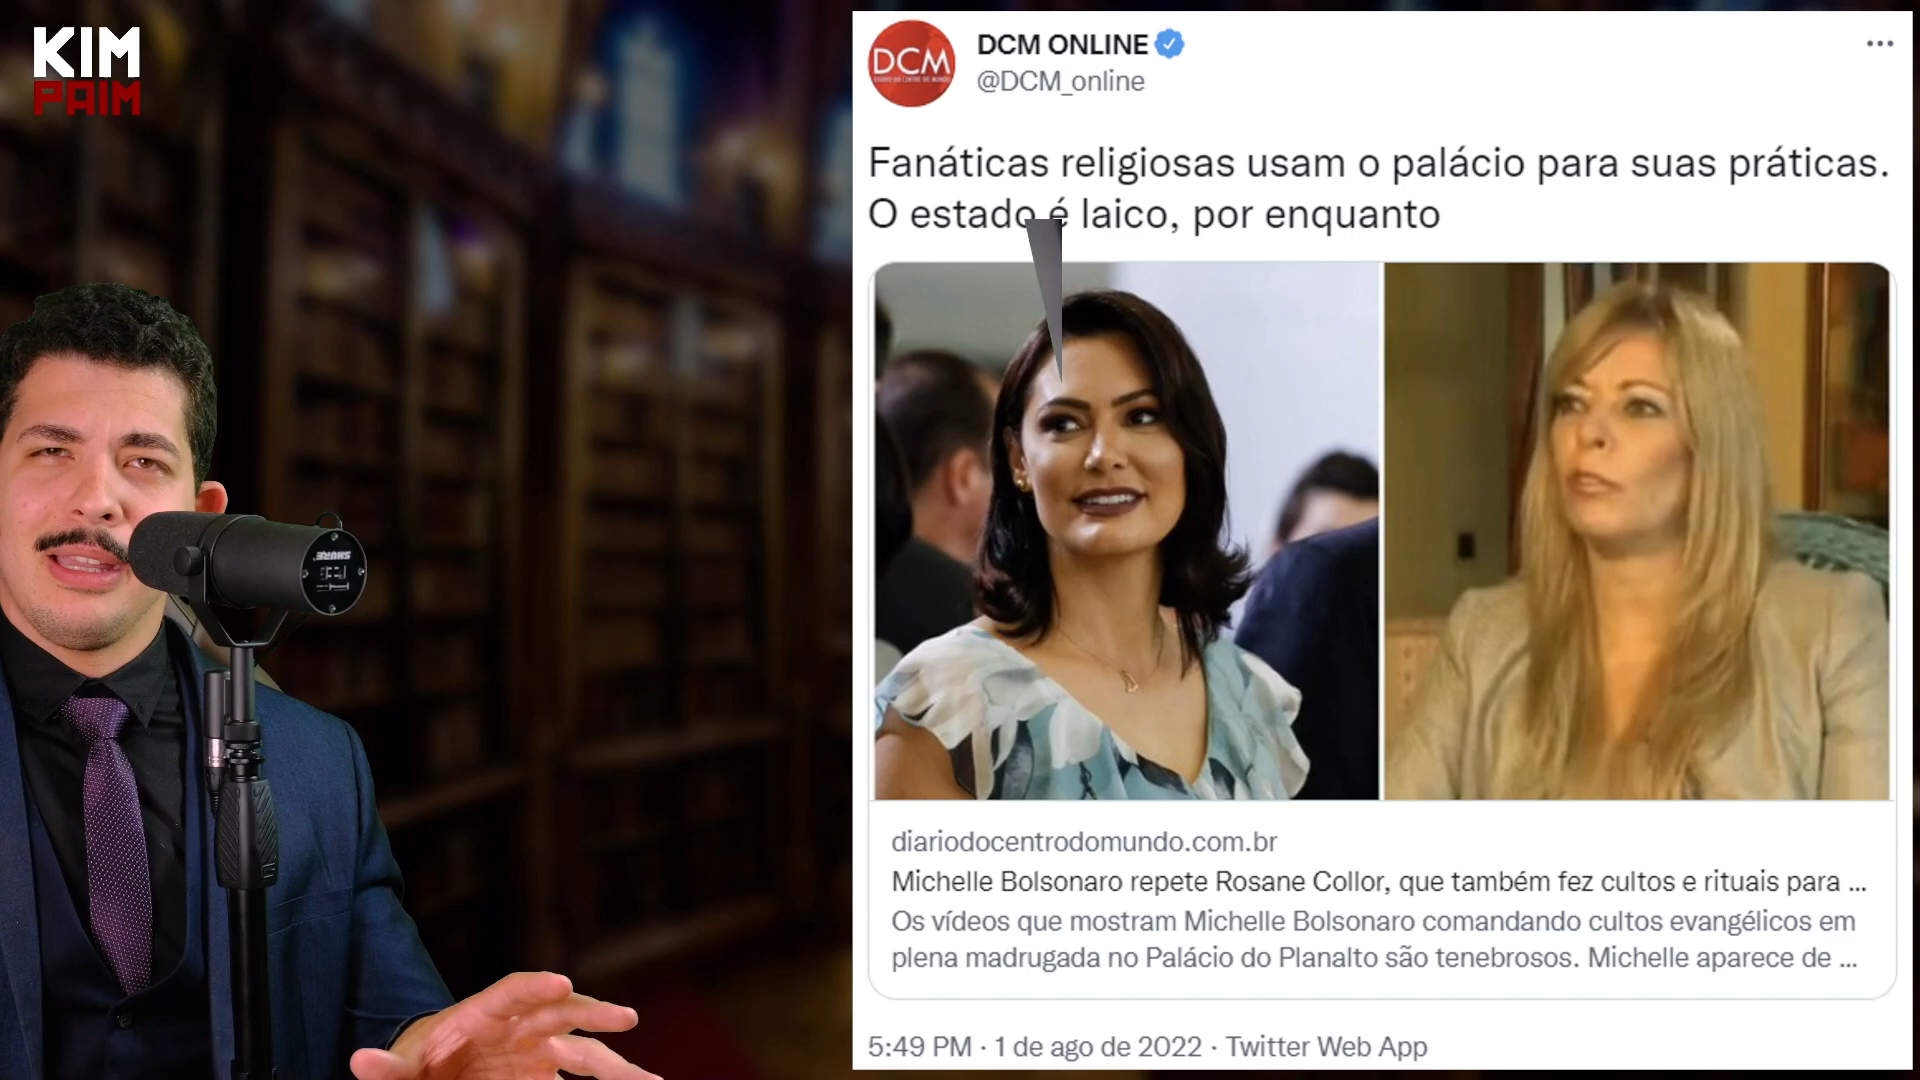 KIM
PAIM
DCM
DCM ONLINE
@DCM_online
Fanáticas religiosas usam o palácio para suas práticas.
O estado é laico, por enquanto
diariodocentrodomundo.com.br
Michelle Bolsonaro repete Rosane Collor, que também fez cultos e rituais para ...
Os vídeos que mostram Michelle Bolsonaro comandando cultos evangélicos em
plena madrugada no Palácio do Planalto são tenebrosos. Michelle aparece de ...
5:49 PM · 1 de ago de 2022 · Twitter Web App
SHURE